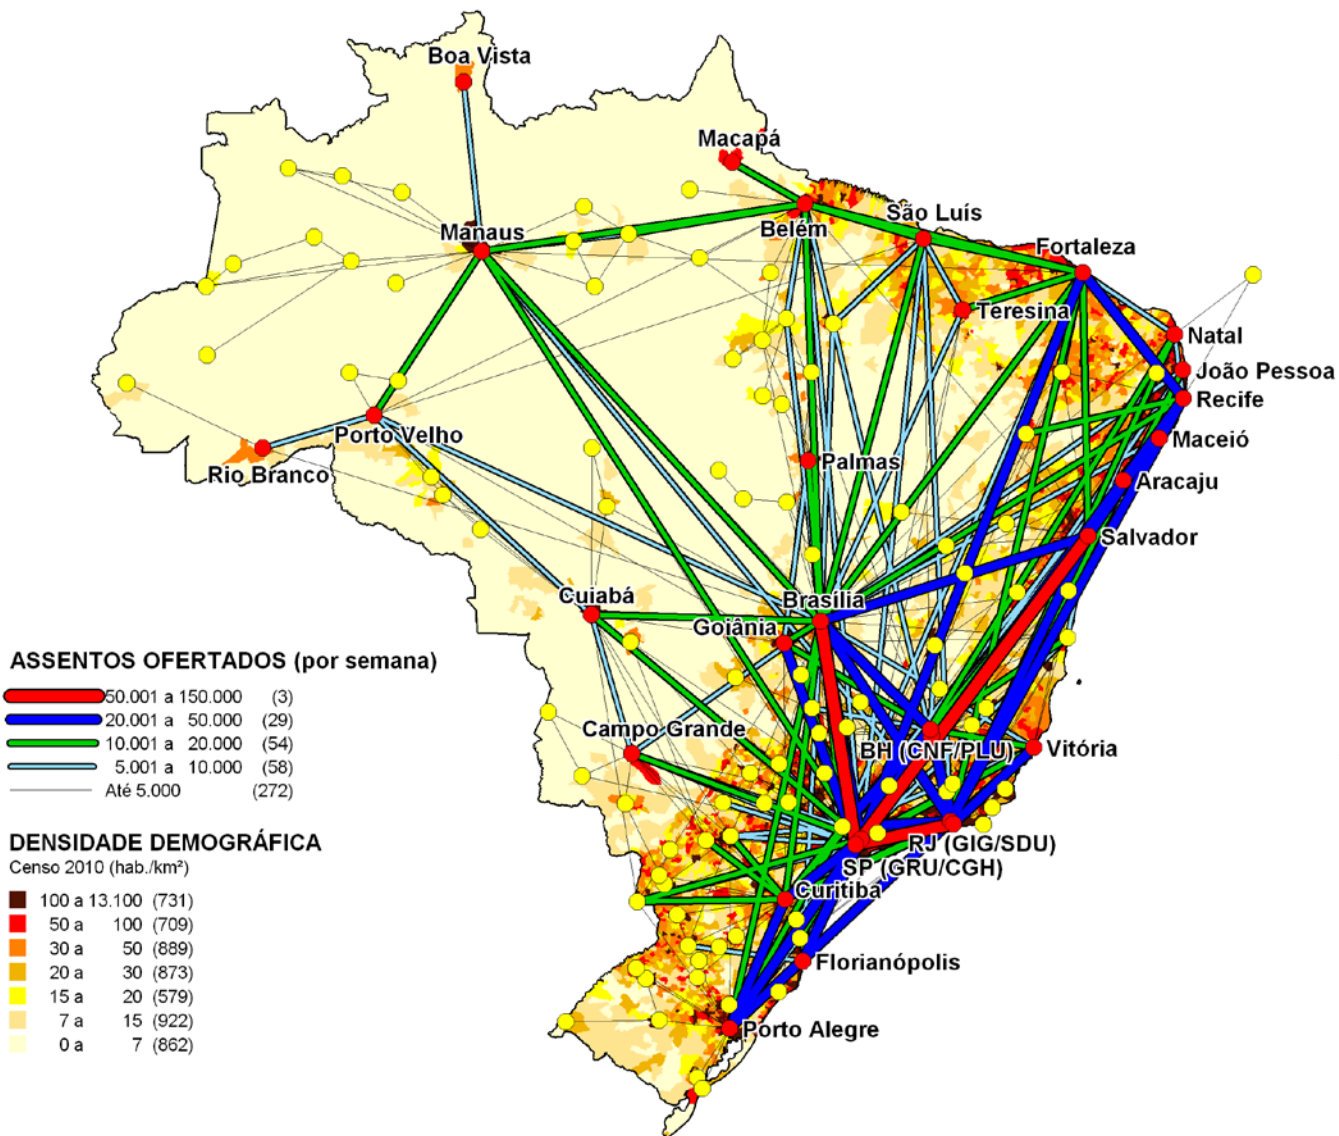 Boa Vista
Macapá
São Luís
Manaus
Belém
Fortaleza
Teresina
Natal
João Pessoa
Recife
Porto Velho
Maceió
Rio Branco
Palmas
Aracaju
Salvador
Cuiabá
Brasília
Goiânia
ASSENTOS OFERTADOS (por semana)
50.001 a 150.000 (3)
20.001 a 50.000 (29)
10.001 a 20.000 (54)
5.001 a 10.000 (58)
Até 5.000 (272)
Campo Grande
BH (CNF/PLU)
Vitória
DENSIDADE DEMOGRÁFICA
Censo 2010 (hab./km²)
RJ (GIG/SDU)
SP (GRU/CGH)
Curitiba
100 a 13.100 (731)
50 a 100 (709)
30 a 50 (889)
20 a 30 (873)
15 a 20 (579)
7 a 15 (922)
0 a 7 (862)
Florianópolis
Porto Alegre